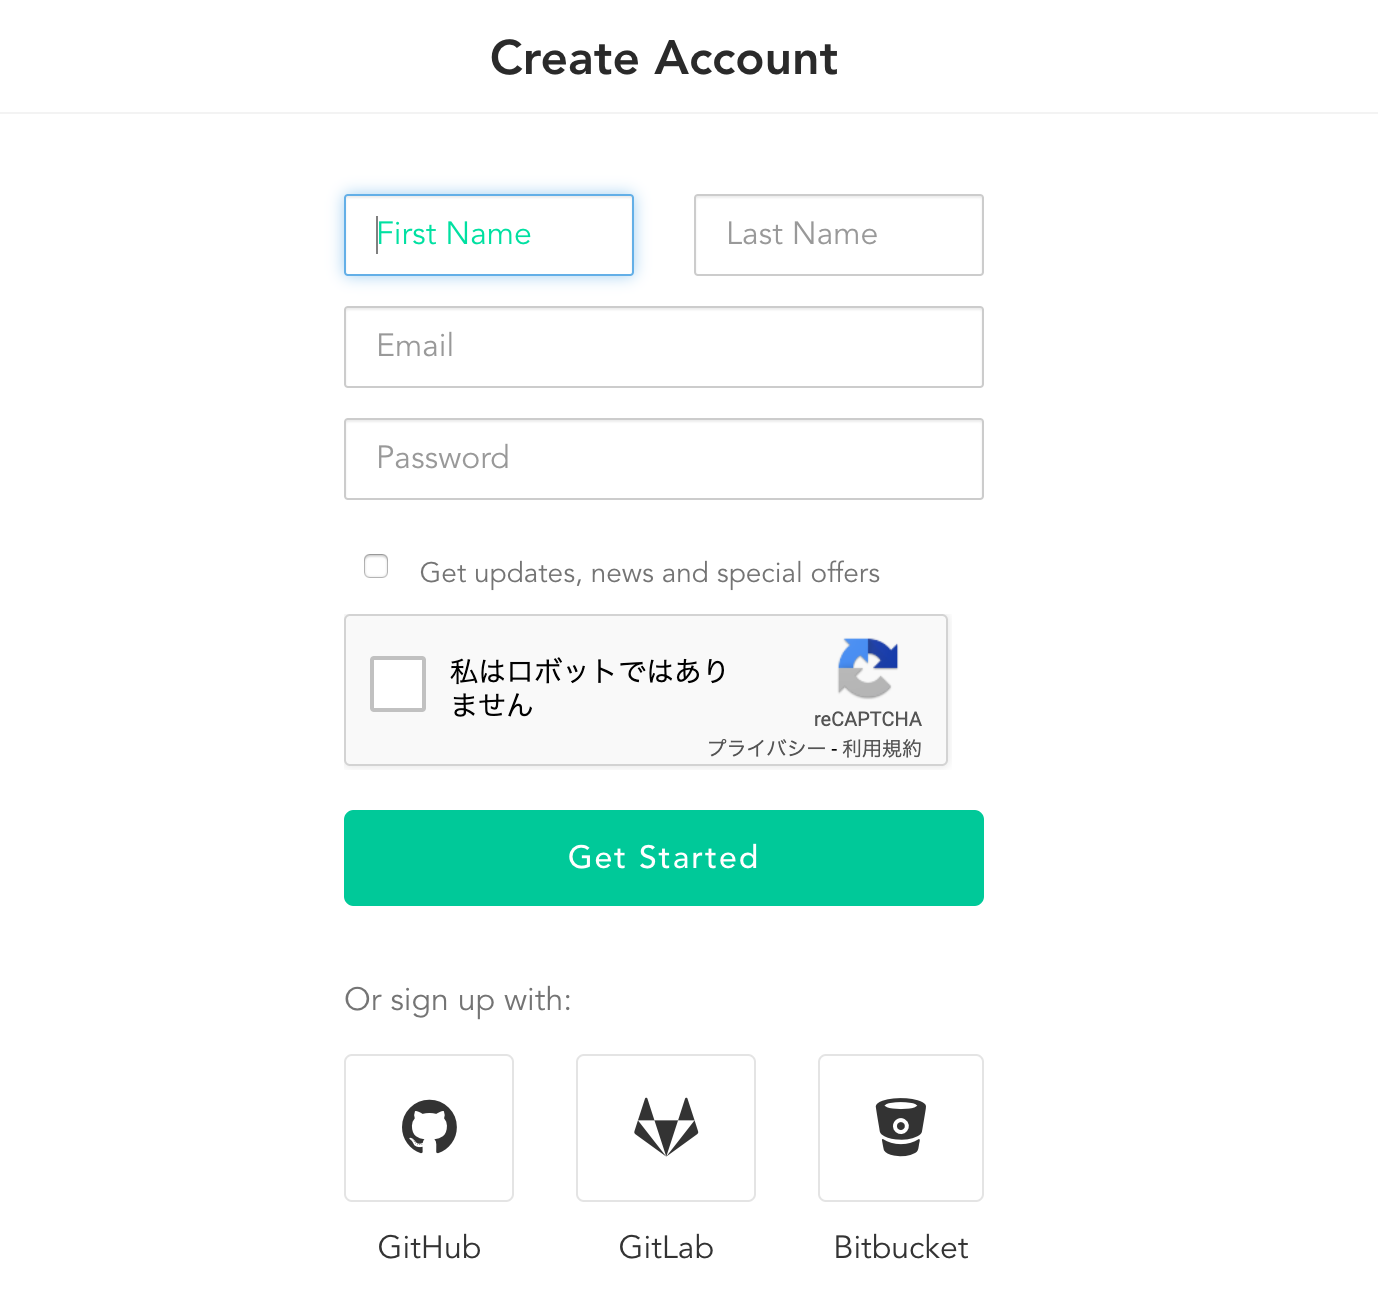 Create Account
First Name
Last Name
Email
Password
Get updates, news and special offers
私はロボットではあり
ません
reCAPTCHA
プライバシー - 利用規約
Get Started
Or sign up with:
GitHub
GitLab
Bitbucket